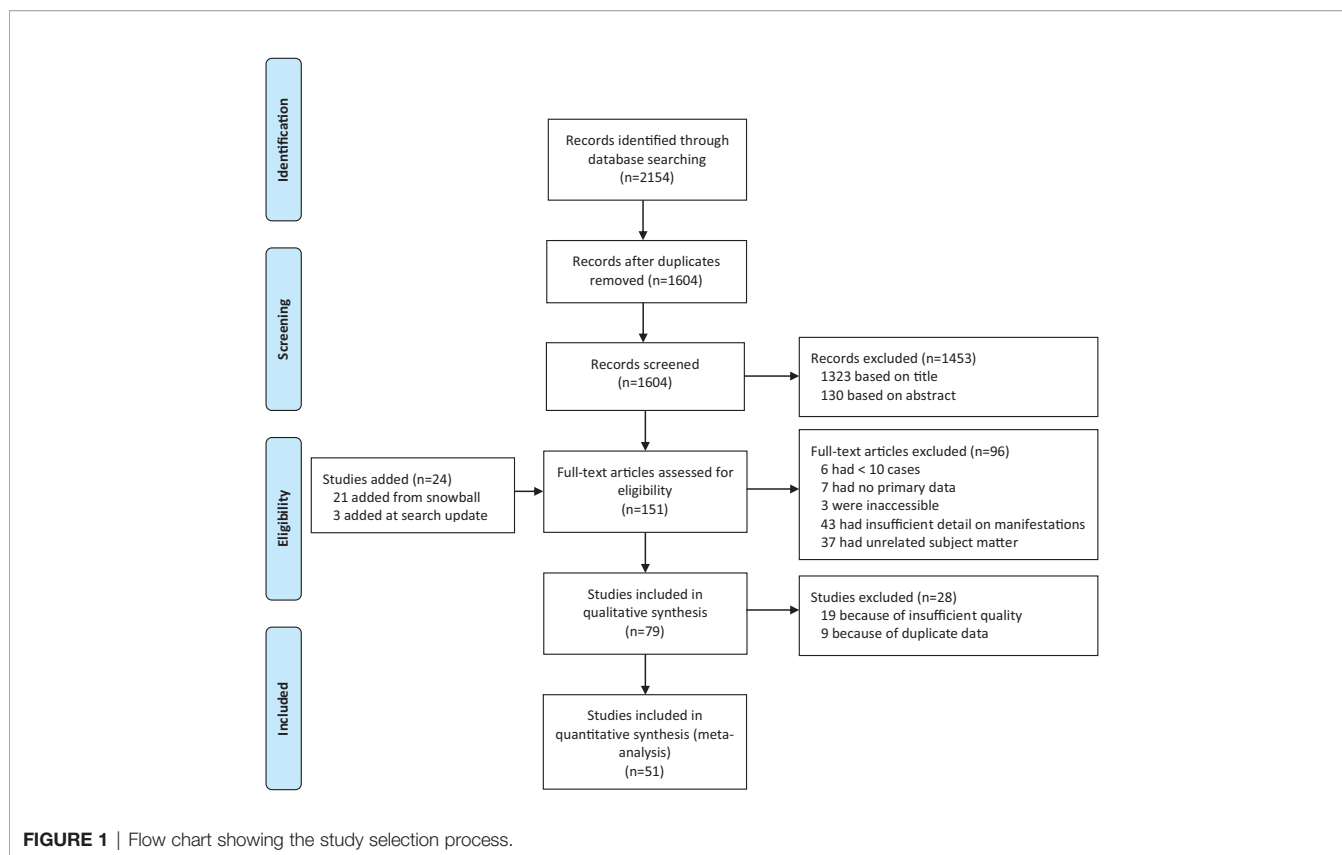 Identification
Records identified through
database searching
(n=2154)
Screening
Records after duplicates
removed (n=1604)
Records screened
(n=1604)
Records excluded (n=1453)
1323 based on title
130 based on abstract
Eligibility
Studies added (n=24)
21 added from snowball
3 added at search update
Full-text articles assessed for
eligibility
(n=151)
Full-text articles excluded (n=96)
6 had < 10 cases
7 had no primary data
3 were inaccessible
43 had insufficient detail on manifestations
37 had unrelated subject matter
Studies included in
qualitative synthesis
(n=79)
Studies excluded (n=28)
19 because of insufficient quality
9 because of duplicate data
Included
Studies included in
quantitative synthesis (meta-
analysis)
(n=51)
FIGURE 1 | Flow chart showing the study selection process.